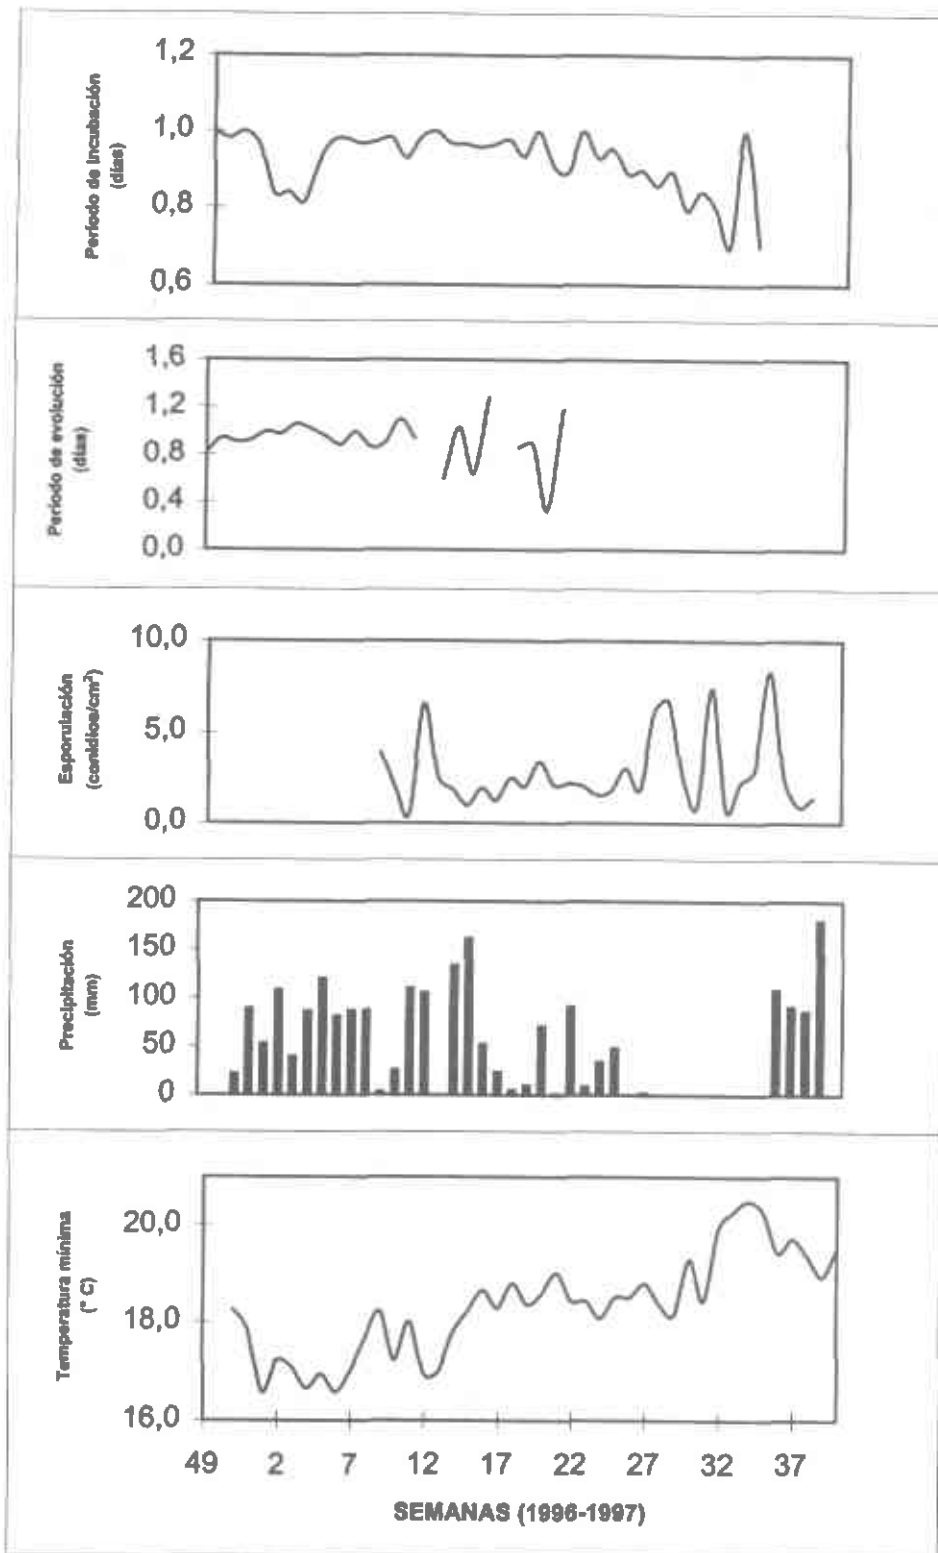 Período de incubación
(días)
1,2
1,0
0,8
0,6
Período de evolución
(días)
1,6
1,2
0,8
0,4
0,0
Esporulación
(conidios/cm²)
10,0
5,0
0,0
Precipitación
(mm)
200
150
100
50
0
Temperatura mínima
(° C)
20,0
18,0
16,0
49 2 7 12 17 22 27 32 37
SEMANAS (1996-1997)